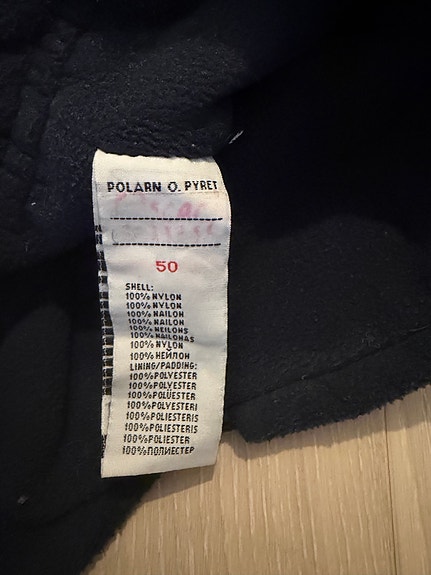 POLARN O. PYRET
50
SHELL:
100% NYLON
100% NYLON
100% NAILON
100% NAILON
100% NEILONS
100% NAILONAS
100% NYLON
100% НЕЙЛОН
LINING/PADDING:
100%POLYESTER
100%POLYESTER
100%POLÜESTER
100%POLYESTERI
100%POLIESTERIS
100%POLIESTERIS
100%POLIESTER
100%ПОЛИЕСТЕР